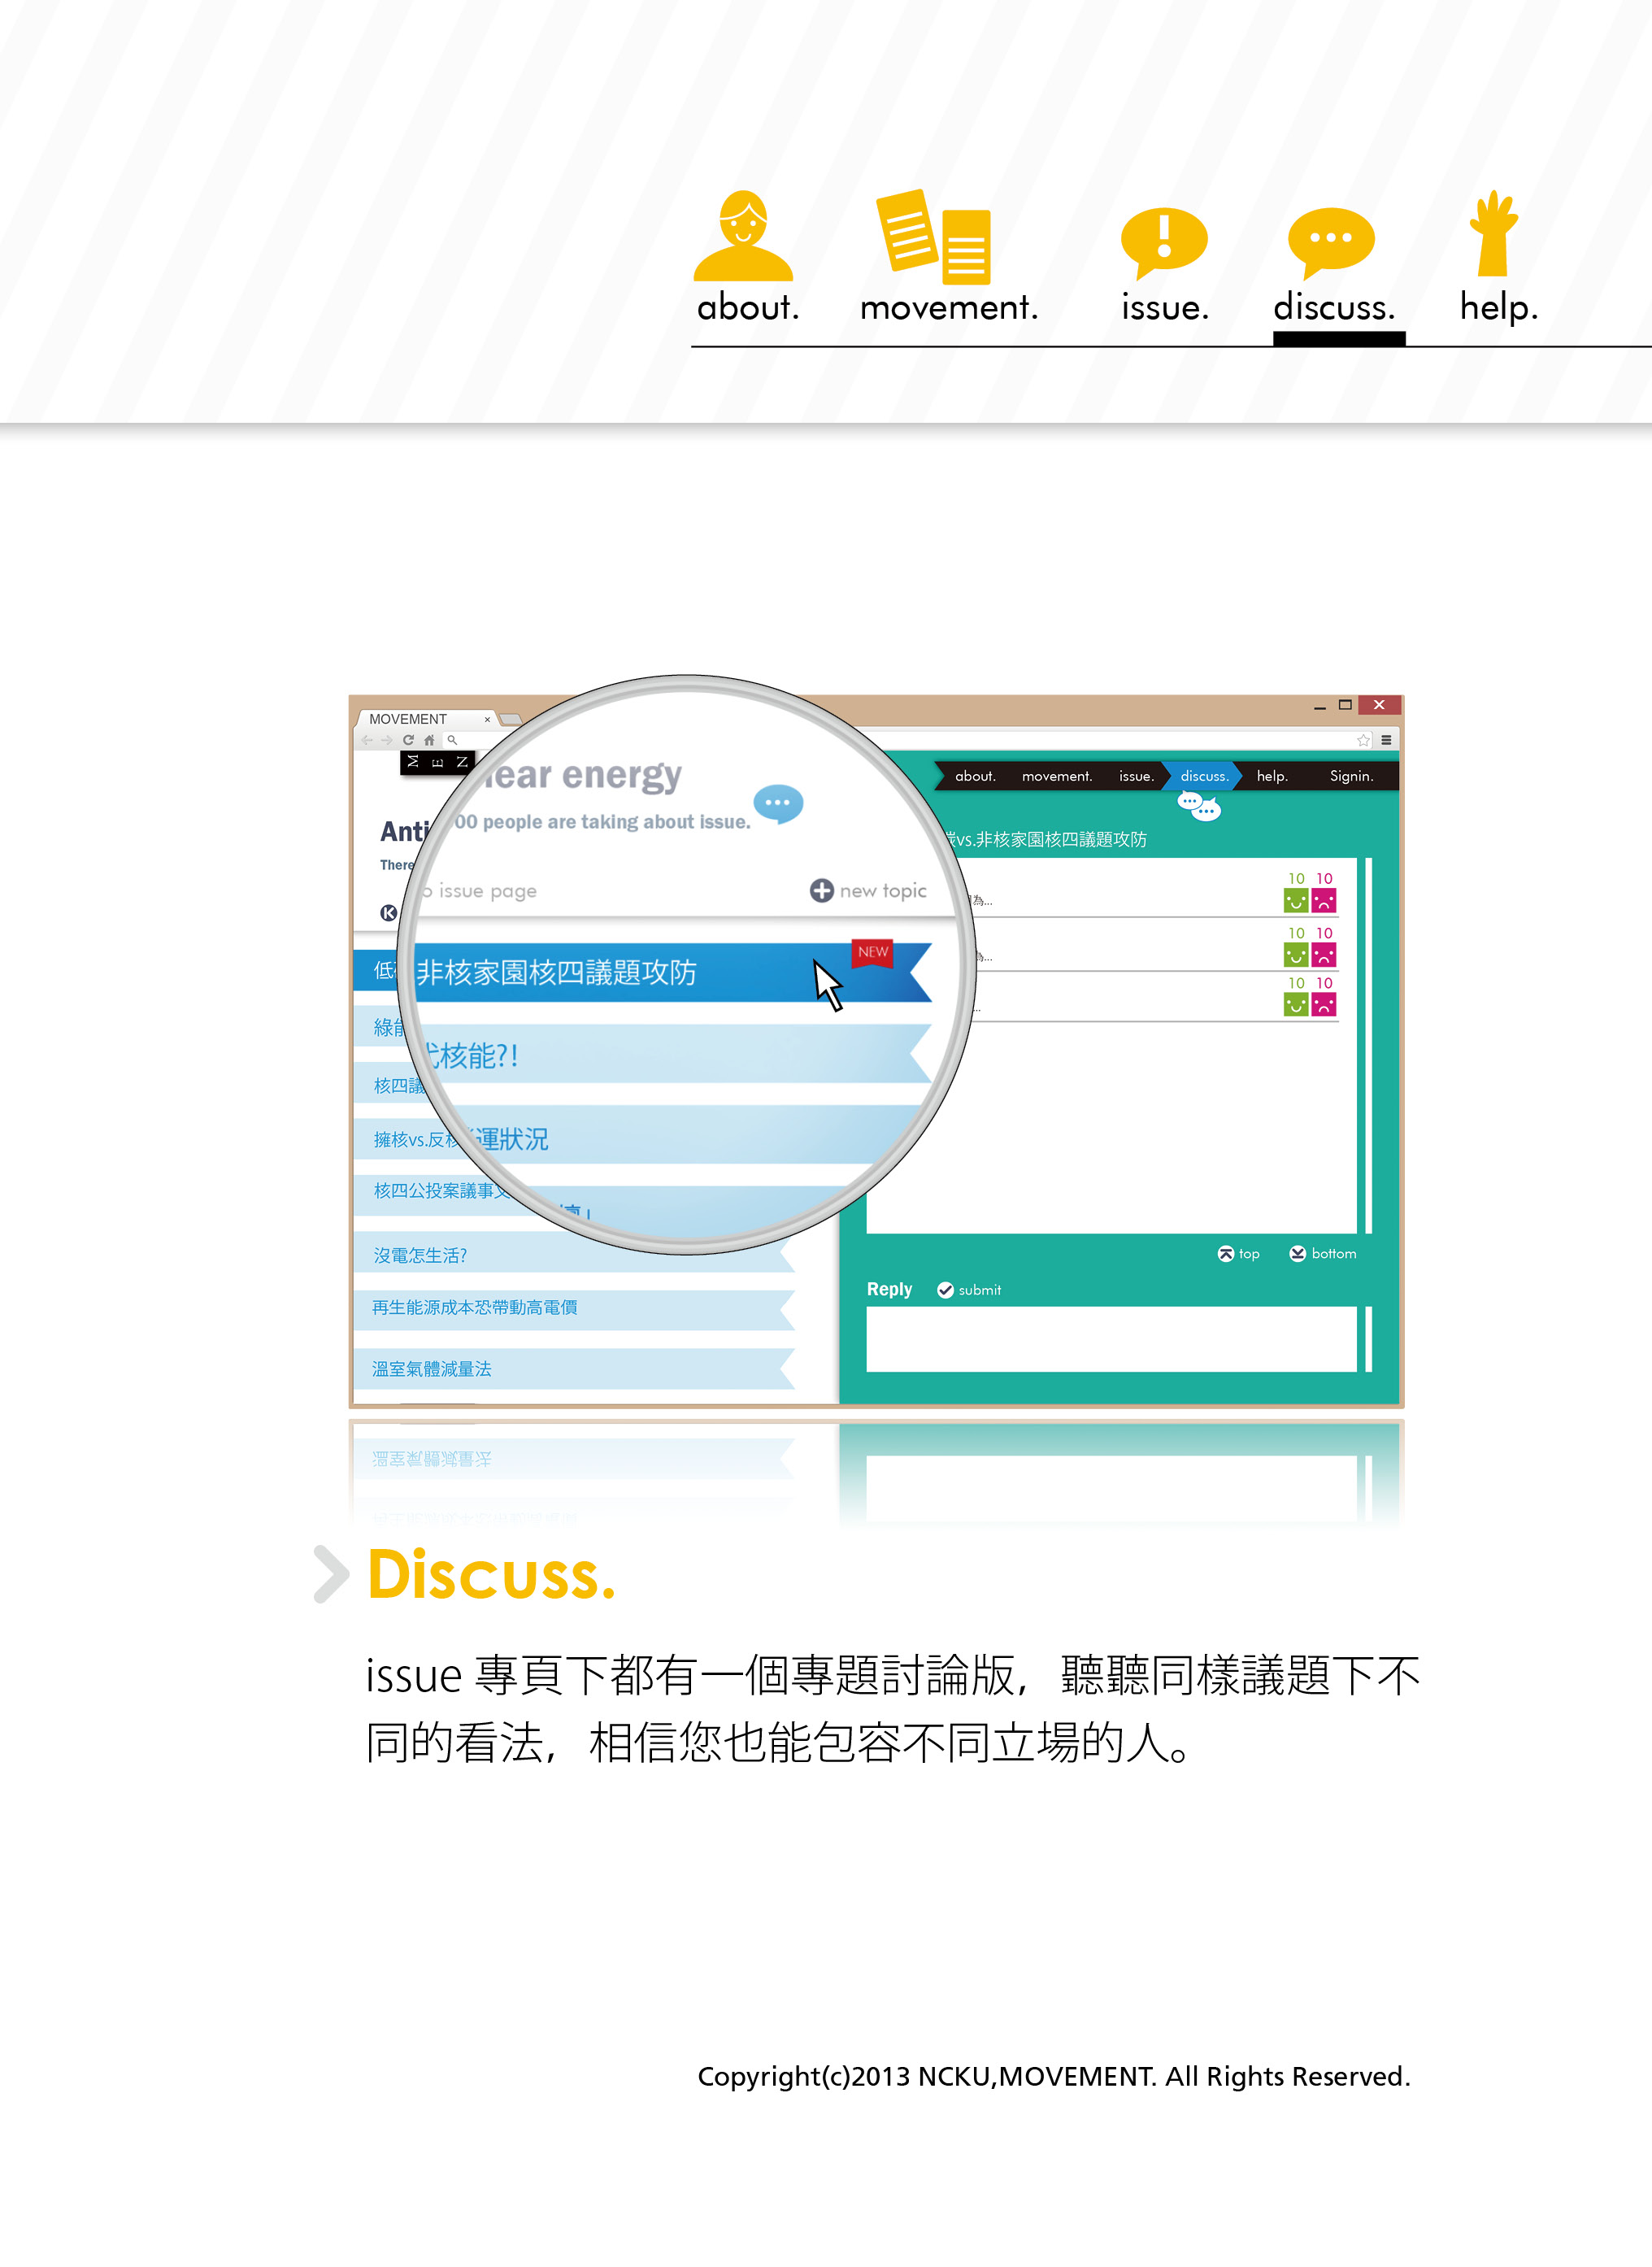 about.
movement.
issue.
discuss.
help.
MOVEMENT
M E N
about.
movement.
issue.
discuss.
help.
Signin.
Anti
There
ear energy
00 people are taking about issue.
issue page
new topic
NEW
非核家園核四議題攻防
代核能?!
運狀況
低
綠能
核四議
擁核vs.反核
核四公投案議事
沒電怎生活?
再生能源成本恐帶動高電價
溫室氣體減量法
vs.非核家園核四議題攻防
為...
10 10
...
10 10
...
10 10
top
bottom
Reply
submit
Discuss.
issue 專頁下都有一個專題討論版，聽聽同樣議題下不
同的看法，相信您也能包容不同立場的人。
Copyright(c)2013 NCKU,MOVEMENT. All Rights Reserved.